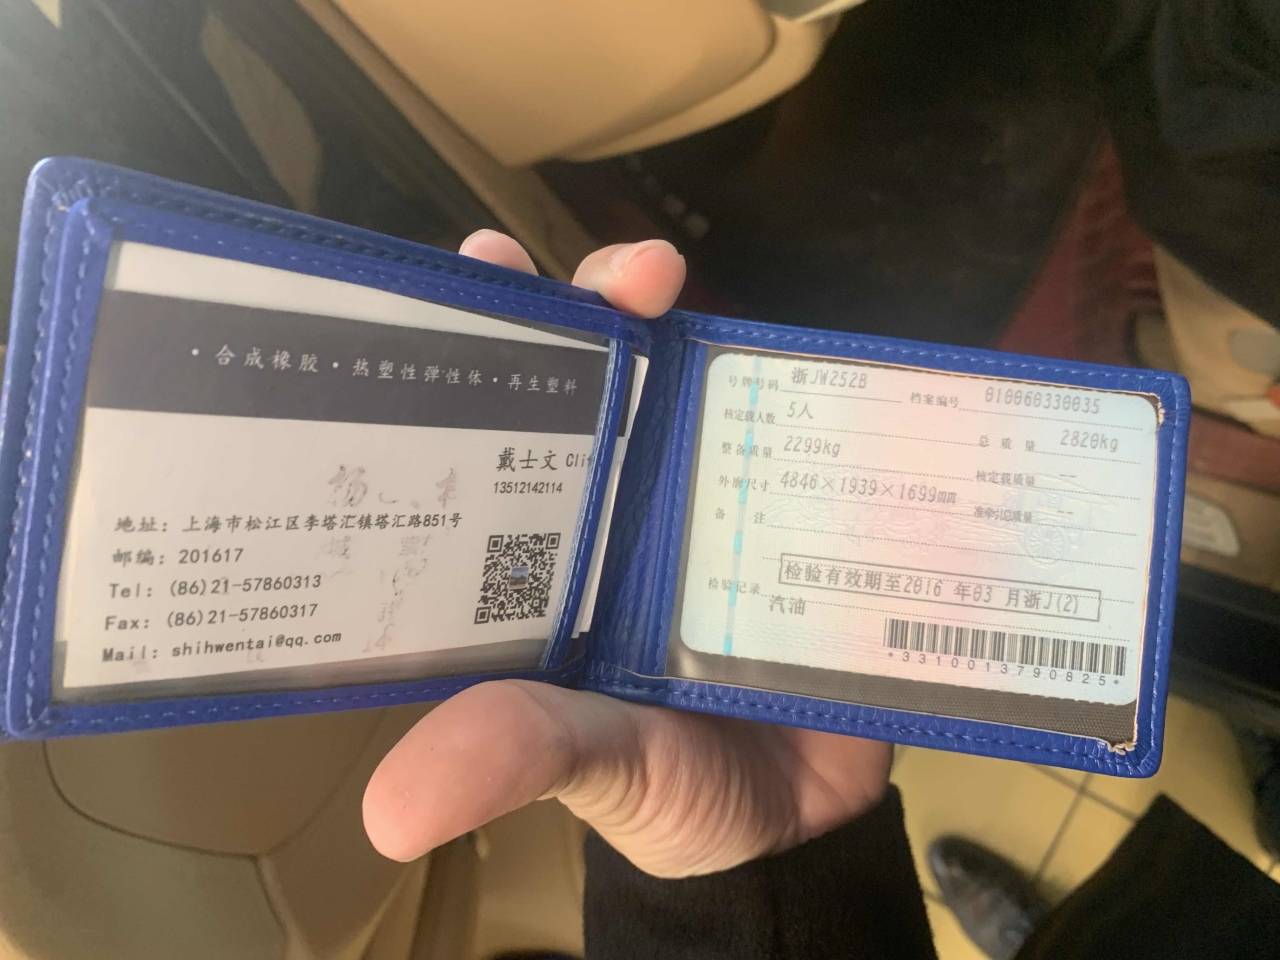 · 合成橡胶 · 热塑性弹性体 · 再生塑料
戴士文 Cli
13512142114
地址: 上海市松江区李塔汇镇塔汇路851号
邮编: 201617
Tel: (86)21-57860313
Fax: (86)21-57860317
Mail: shihwentai@qq.com
号牌号码 浙JW252B 档案编号 010060330035
核定载人数 5人 总质量 2820kg
整备质量 2299kg 核定载质量 --
外廓尺寸 4846×1939×1699mm 准牵引总质量 --
备注
检验有效期至2016 年03 月浙J(2)
检验记录
汽油
*3310013790825*